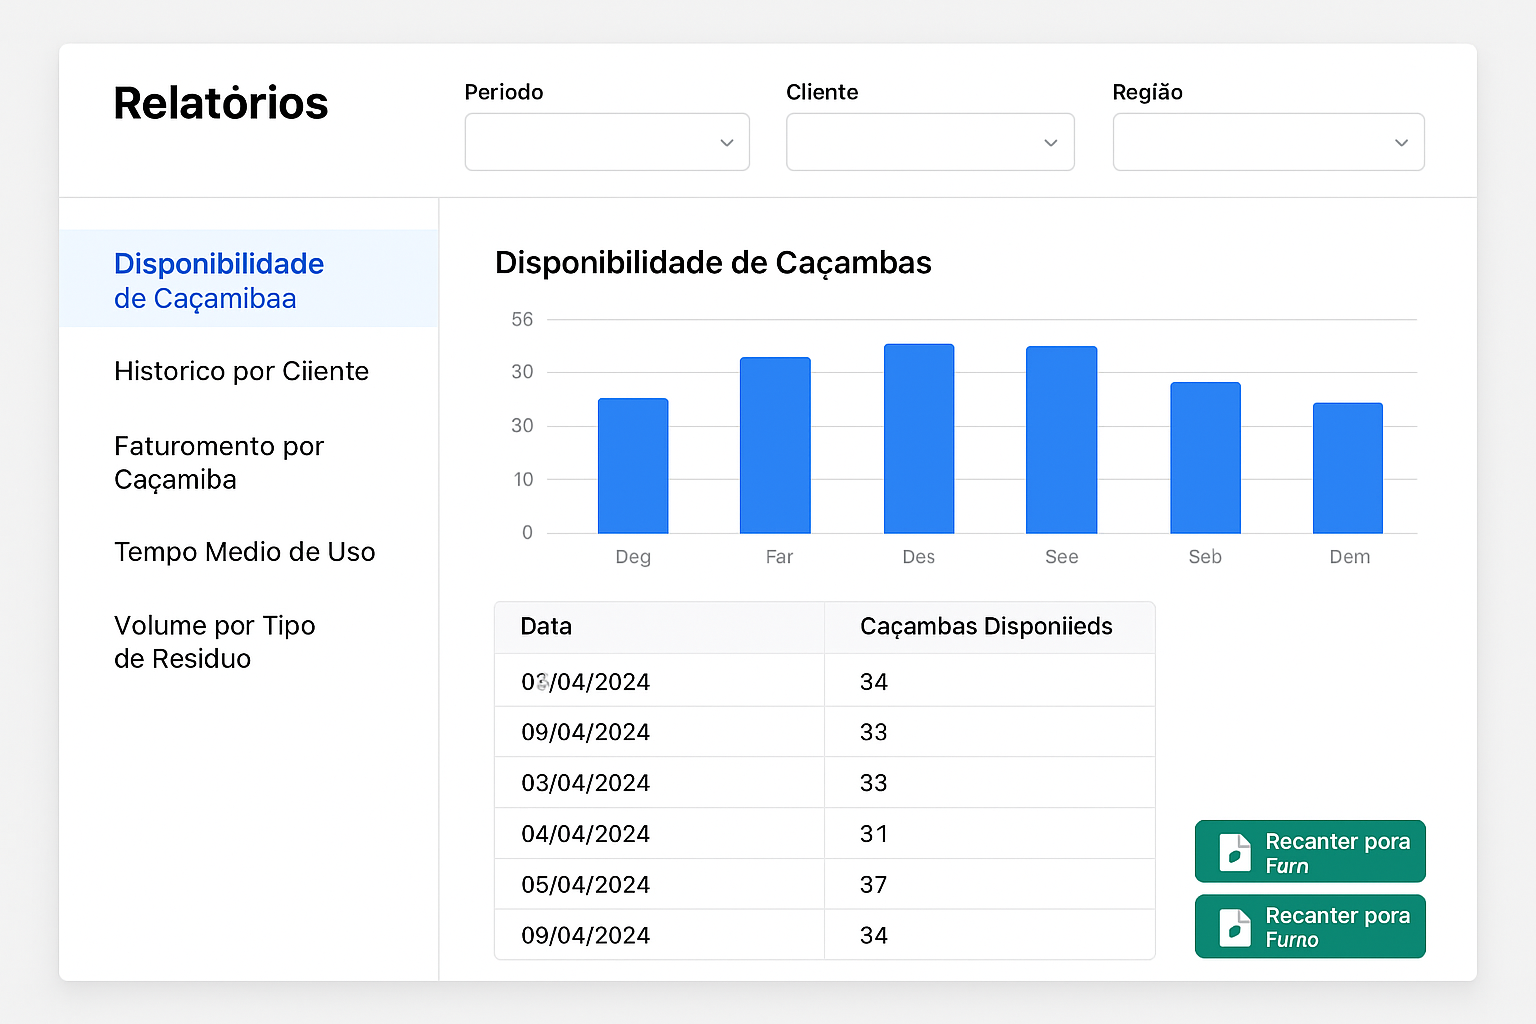 Relatórios
Periodo
Cliente
Região
Disponibilidade
de Caçamibaa
Historico por Ciiente
Faturomento por
Caçamiba
Tempo Medio de Uso
Volume por Tipo
de Residuo
Disponibilidade de Caçambas
56
30
30
10
0
Deg Far Des See Seb Dem
Data Caçambas Disponiieds
/04/2024 34
09/04/2024 33
03/04/2024 33
04/04/2024 31
05/04/2024 37
09/04/2024 34
Recanter pora
Furn
Recanter pora
Furno